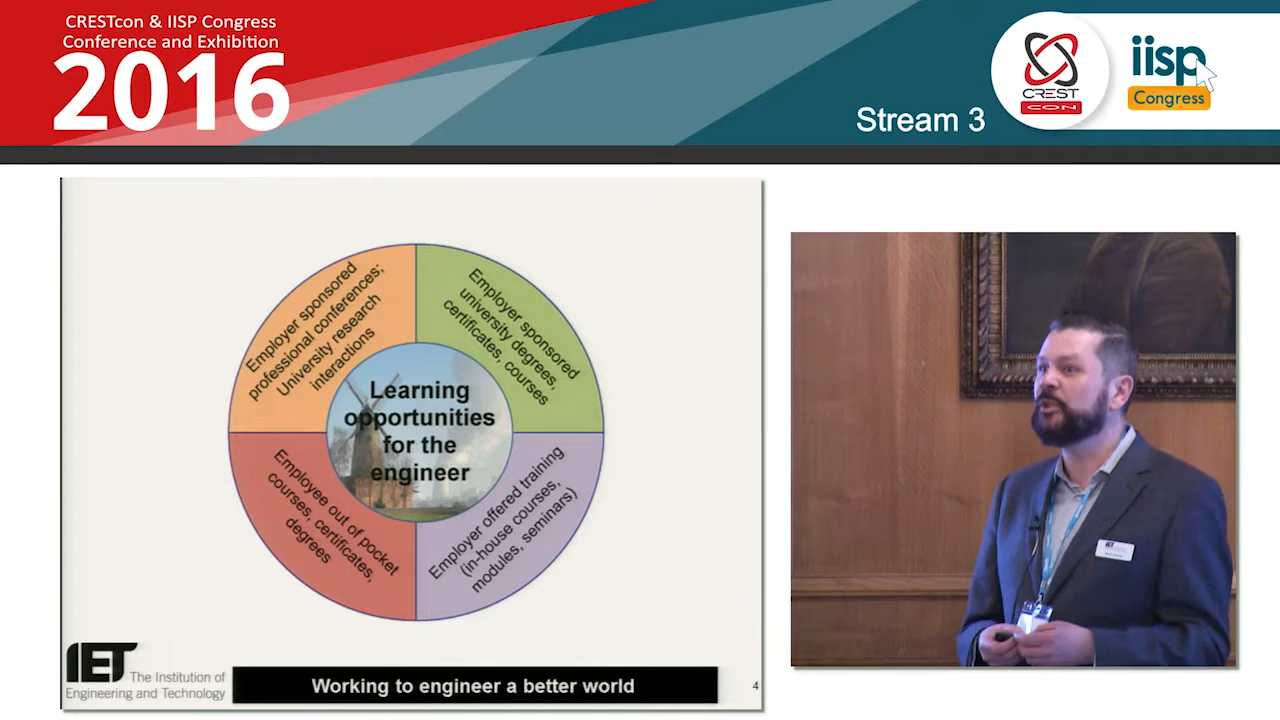 CRESTcon & IISP Congress
Conference and Exhibition
2016
Stream 3
CREST
CON
iisp
Congress
Employer sponsored
professional conferences;
University research
interactions
Employer sponsored
university degrees,
certificates, courses
Learning
opportunities
for the
engineer
Employee out of pocket
courses, certificates,
degrees
Employer offered training
(in-house courses,
modules, seminars)
IET
The Institution of
Engineering and Technology
Working to engineer a better world
4
IET